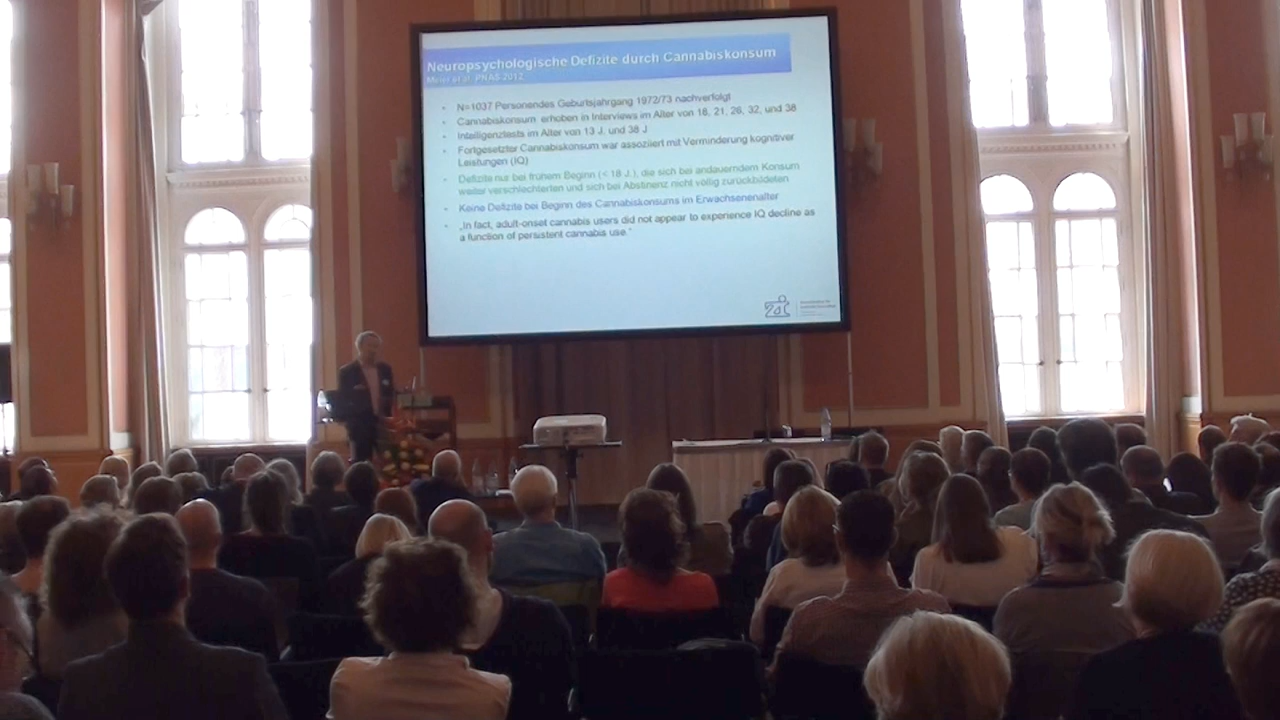 Neuropsychologische Defizite durch Cannabiskonsum
Meier et al. PNAS 2012
• N=1037 Personendes Geburtsjahrgang 1972/73 nachverfolgt
• Cannabiskonsum erhoben in Interviews im Alter von 18, 21, 26, 32, und 38
• Intelligenztests im Alter von 13 J. und 38 J
• Fortgesetzter Cannabiskonsum war assoziiert mit Verminderung kognitiver
Leistungen (IQ)
• Defizite nur bei frühem Beginn (< 18 J.), die sich bei andauerndem Konsum
weiter verschlechterten und sich bei Abstinenz nicht völlig zurückbildeten
• Keine Defizite bei Beginn des Cannabiskonsums im Erwachsenenalter
• „In fact, adult-onset cannabis users did not appear to experience IQ decline as
a function of persistent cannabis use.“